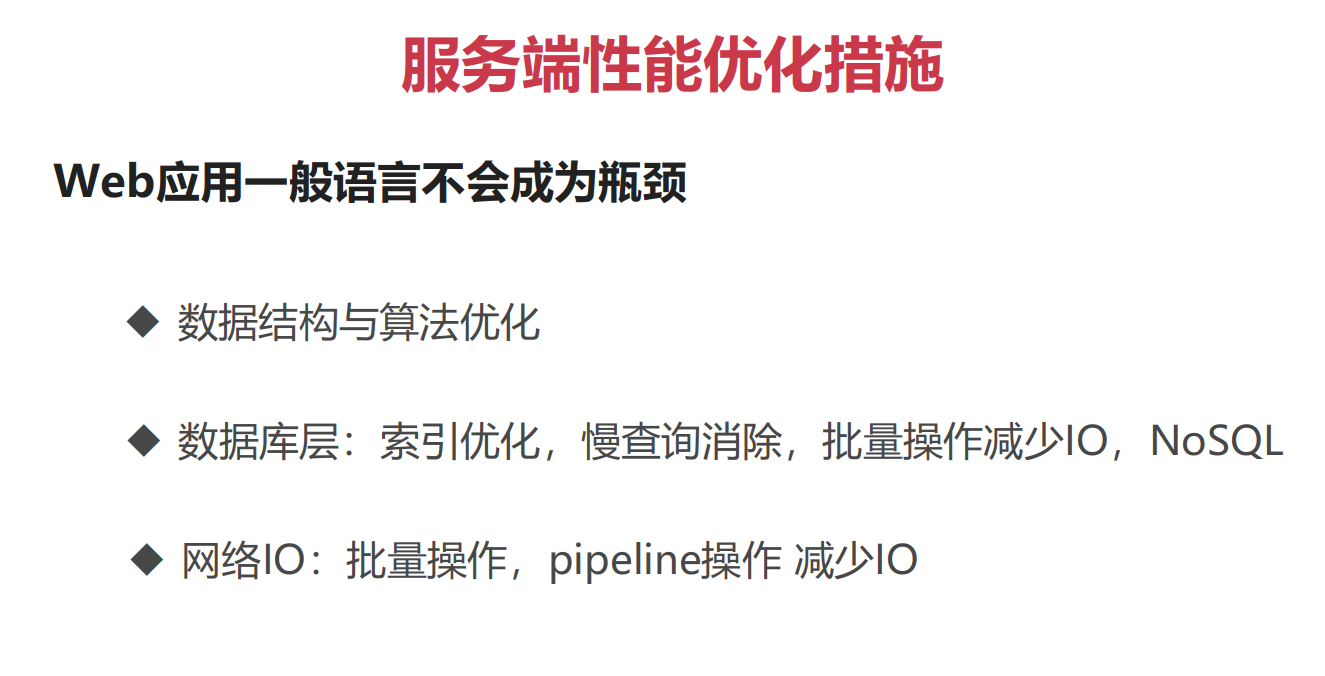 服务端性能优化措施
Web应用一般语言不会成为瓶颈
◆ 数据结构与算法优化
◆ 数据库层：索引优化，慢查询消除，批量操作减少IO，NoSQL
◆ 网络IO：批量操作，pipeline操作 减少IO